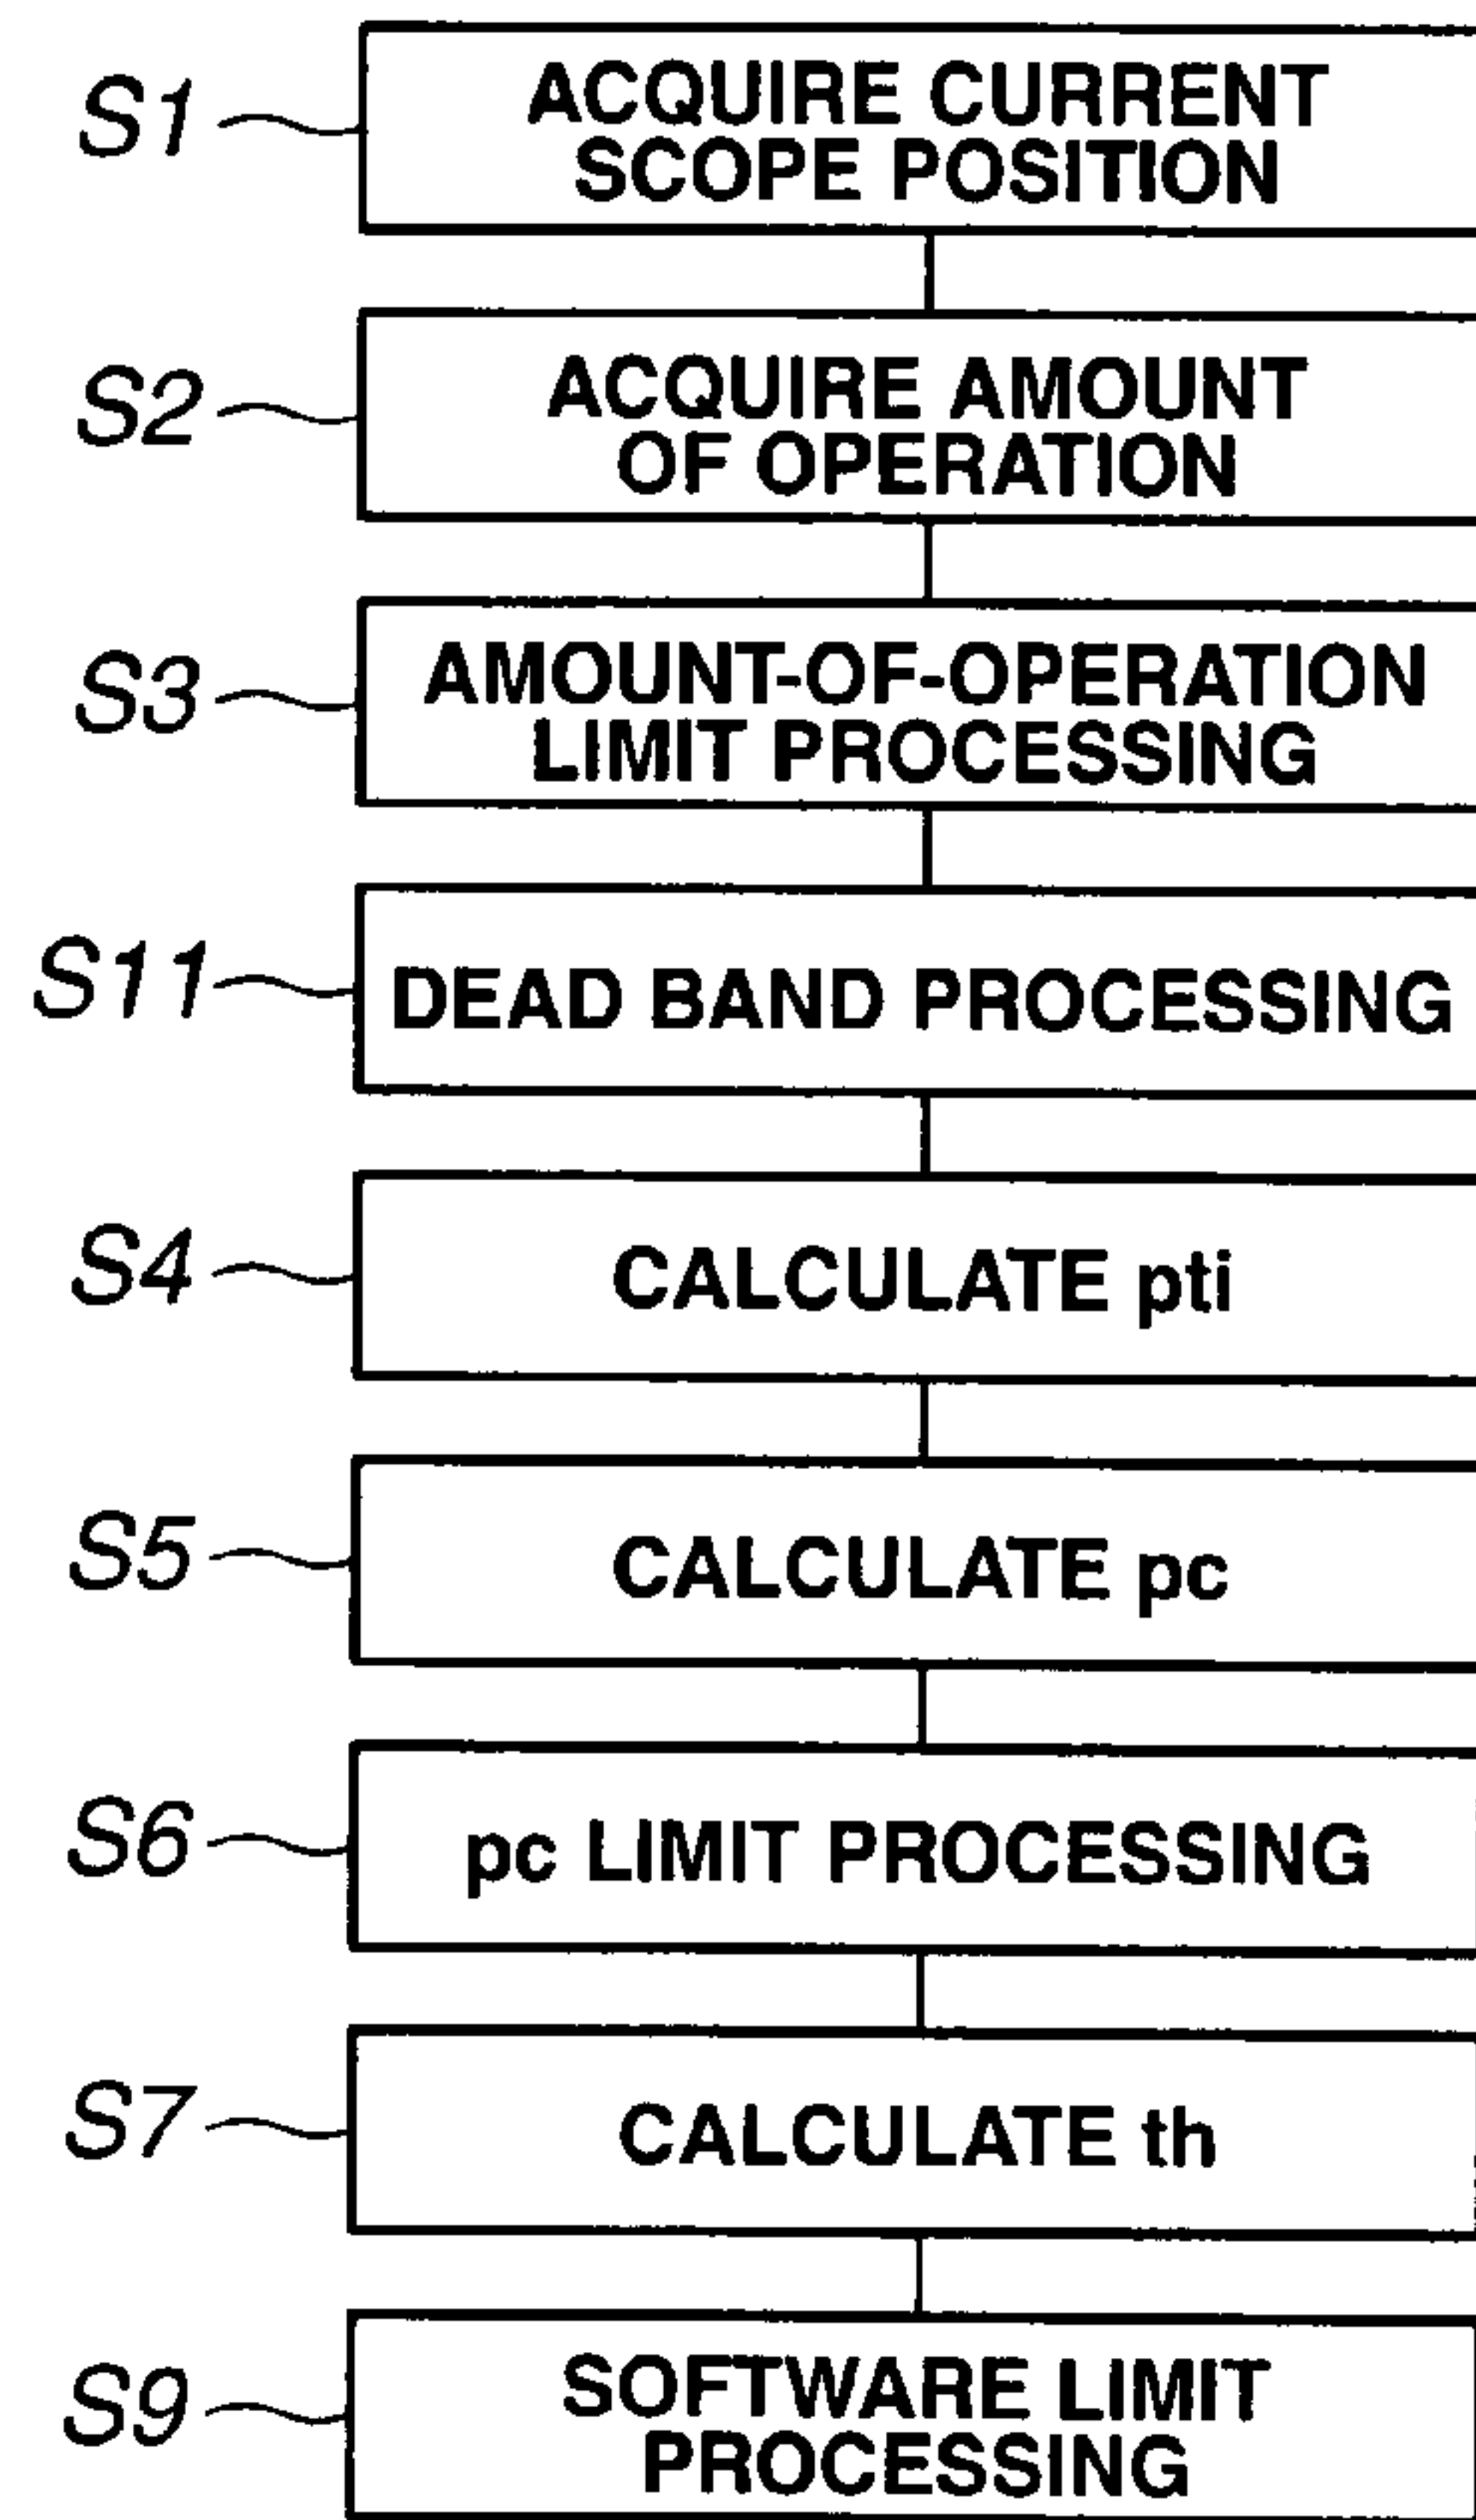 S1
ACQUIRE CURRENT
SCOPE POSITION
S2
ACQUIRE AMOUNT
OF OPERATION
S3
AMOUNT-OF-OPERATION
LIMIT PROCESSING
S11
DEAD BAND PROCESSING
S4
CALCULATE pti
S5
CALCULATE pc
S6
pc LIMIT PROCESSING
S7
CALCULATE th
S9
SOFTWARE LIMIT
PROCESSING